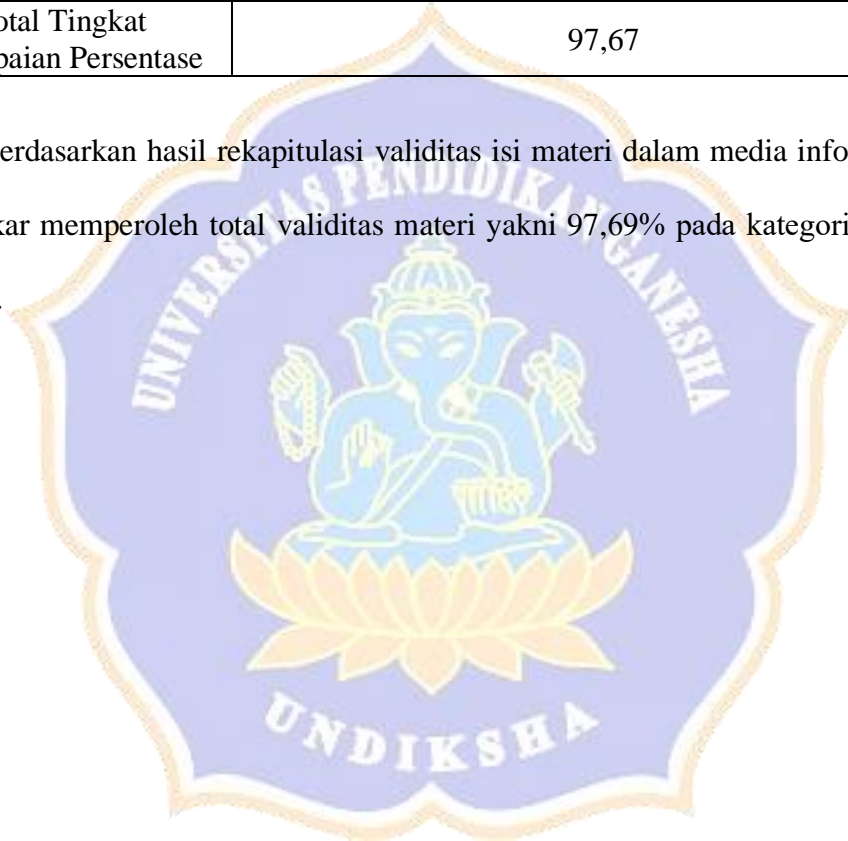 otal Tingkat
paian Persentase
97,67
erdasarkan hasil rekapitulasi validitas isi materi dalam media info
kar memperoleh total validitas materi yakni 97,69% pada kategori
.
UNIVERSITAS PENDIDIKAN GANESHA
UNDIKSHA